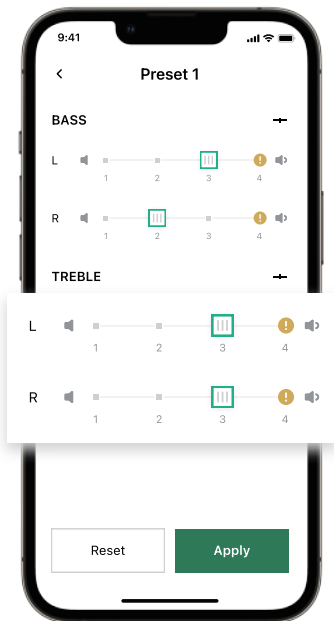 9:41
Preset 1
BASS
L
1 2 3 4
R
1 2 3 4
TREBLE
L
1 2 3 4
R
1 2 3 4
Reset Apply